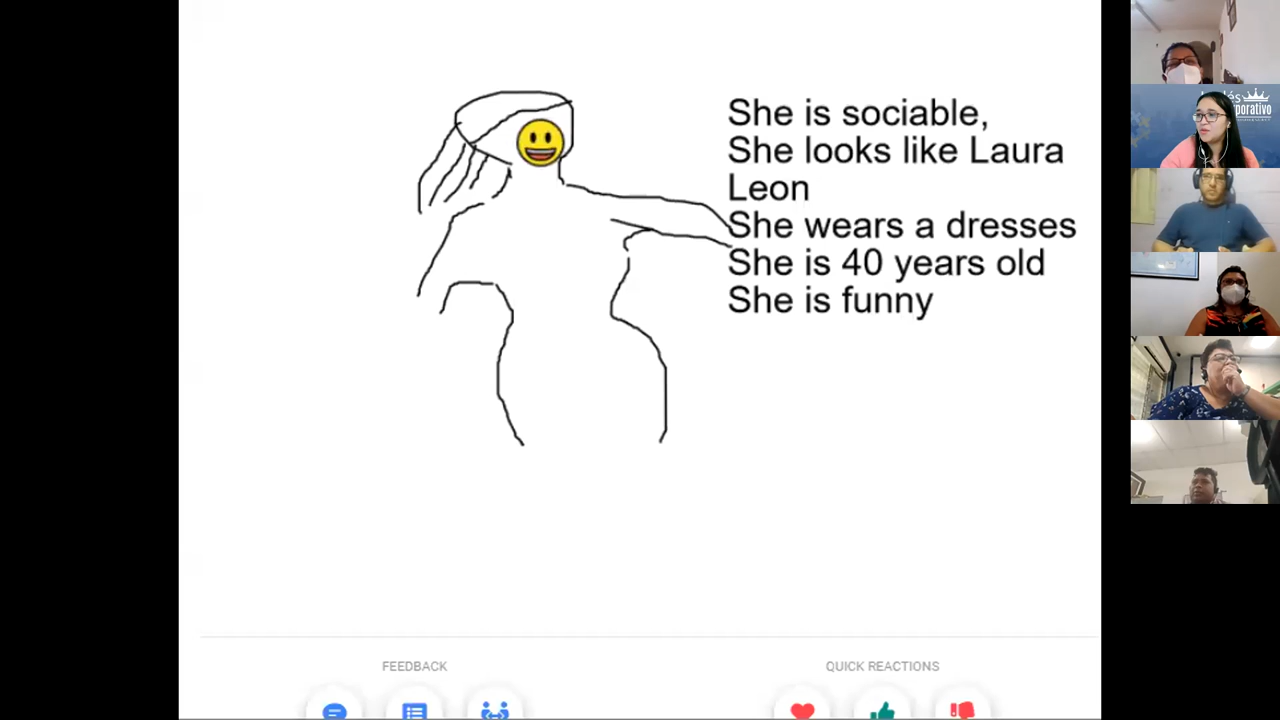 She is sociable,
She looks like Laura
Leon
She wears a dresses
She is 40 years old
She is funny
FEEDBACK
QUICK REACTIONS